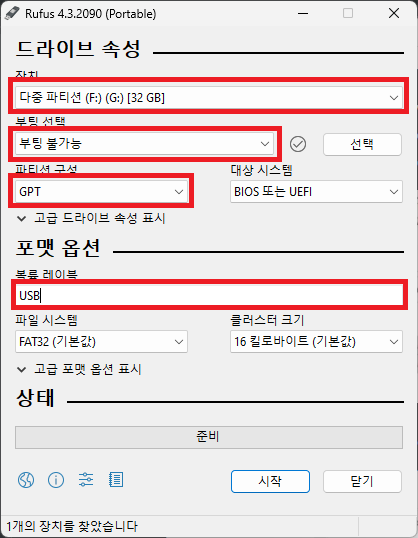 Rufus 4.3.2090 (Portable)
드라이브 속성
장치
다중 파티션 (F:) (G:) [32 GB]
부팅 선택
부팅 불가능
선택
파티션 구성
대상 시스템
GPT
BIOS 또는 UEFI
고급 드라이브 속성 표시
포맷 옵션
볼륨 레이블
USB
파일 시스템
클러스터 크기
FAT32 (기본값)
16 킬로바이트 (기본값)
고급 포맷 옵션 표시
상태
준비
시작
닫기
1개의 장치를 찾았습니다